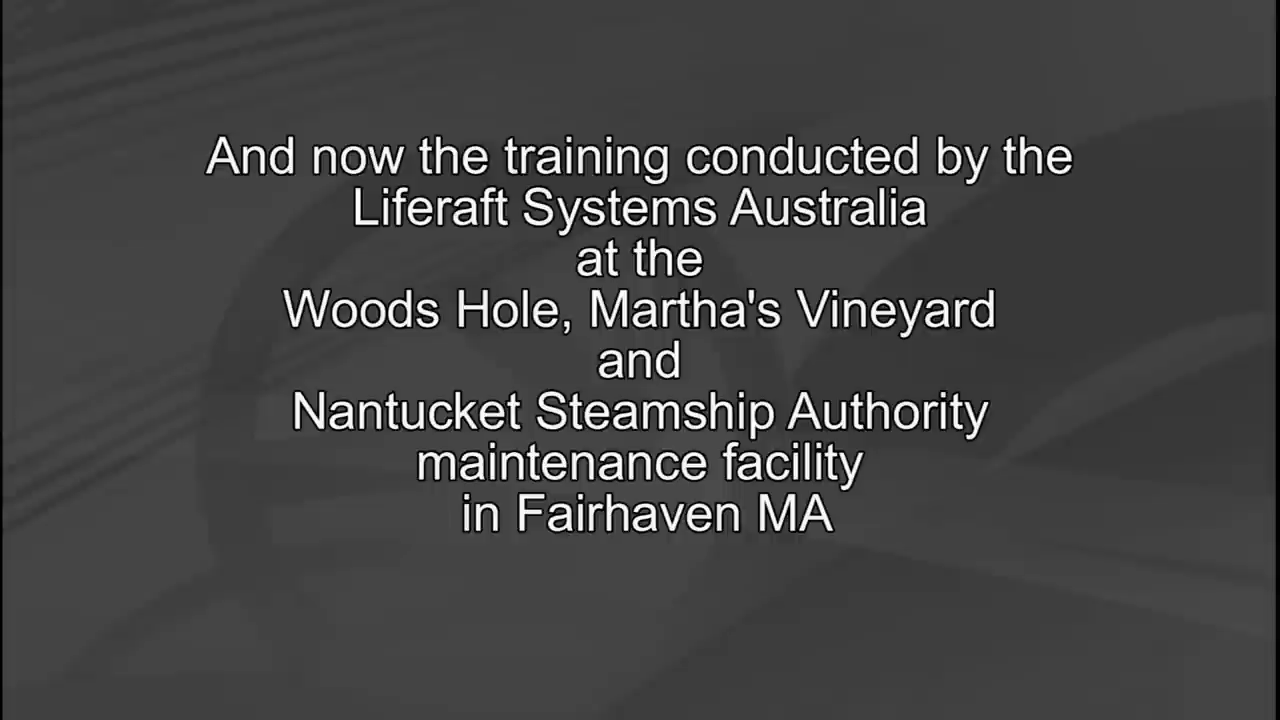 And now the training conducted by the
Liferaft Systems Australia
at the
Woods Hole, Martha's Vineyard
and
Nantucket Steamship Authority
maintenance facility
in Fairhaven MA